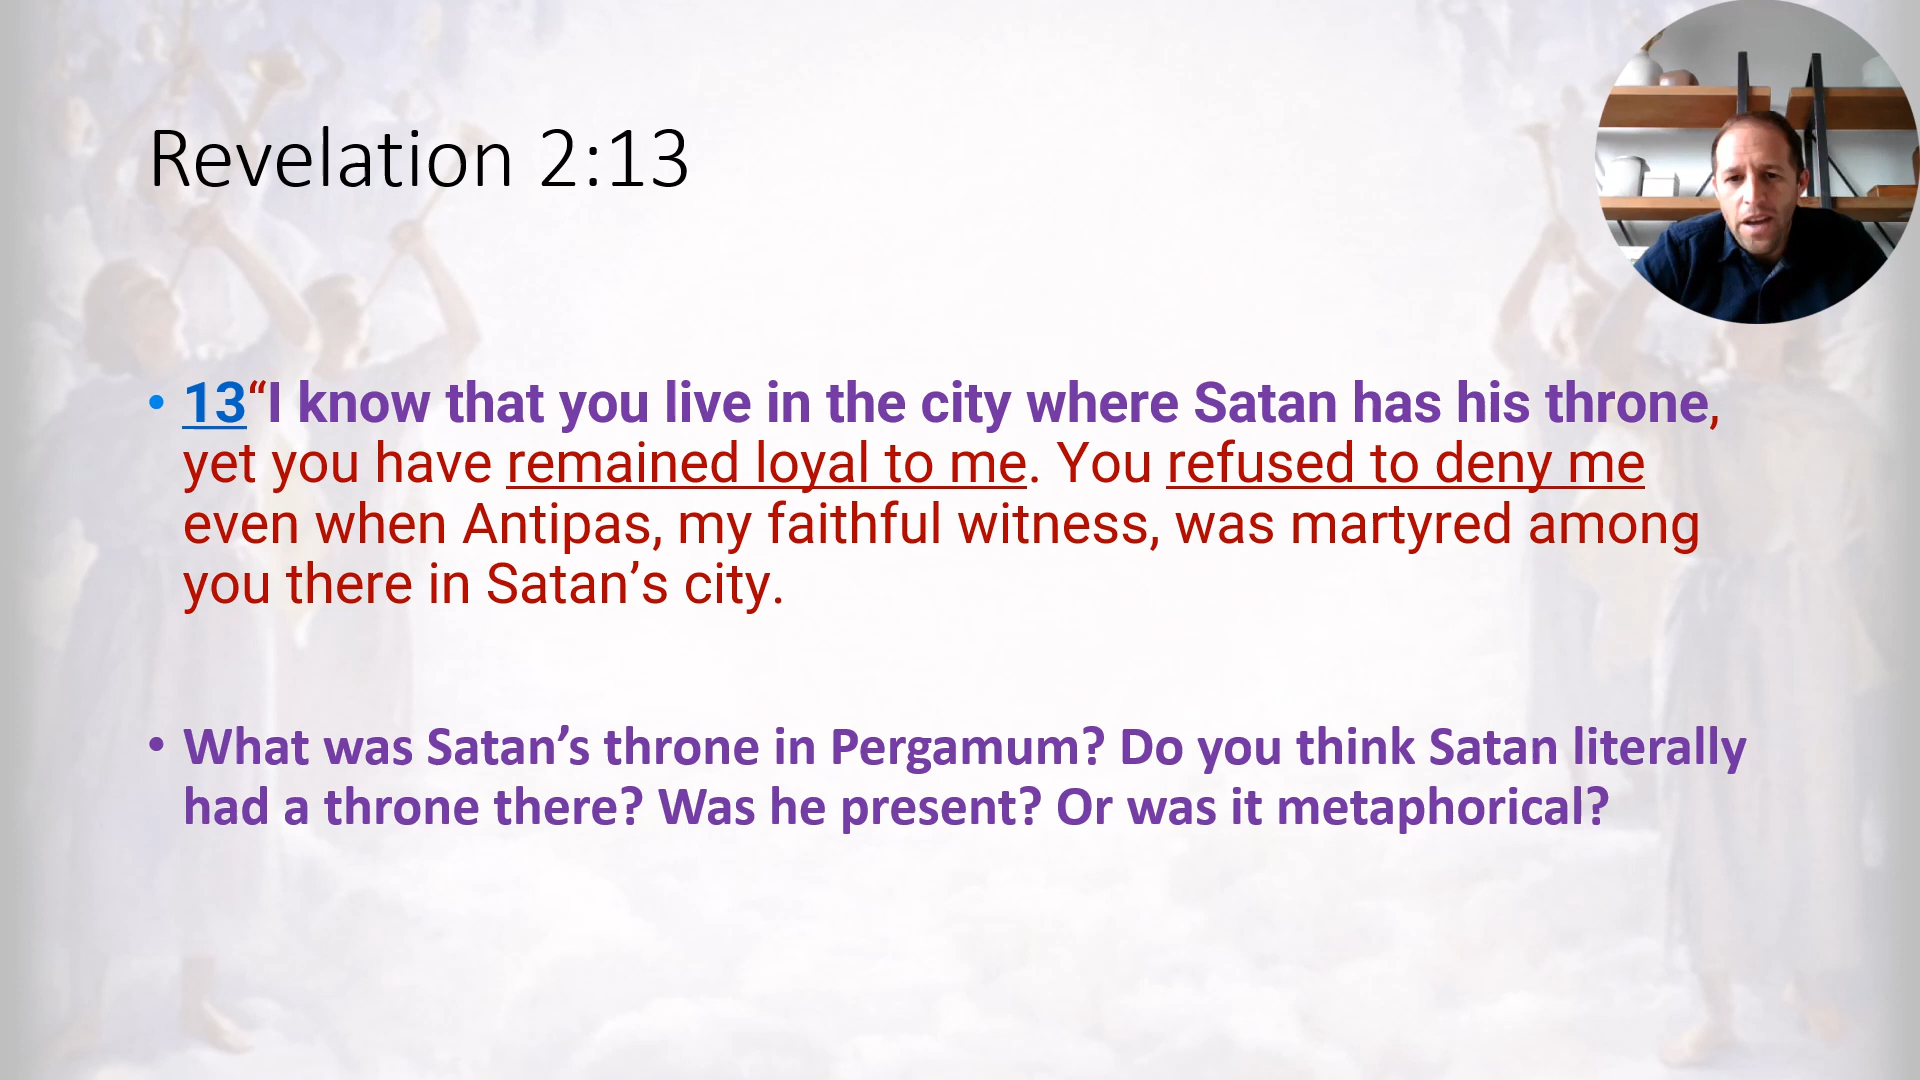 Revelation 2:13
• 13“I know that you live in the city where Satan has his throne,
yet you have remained loyal to me. You refused to deny me
even when Antipas, my faithful witness, was martyred among
you there in Satan’s city.
• What was Satan’s throne in Pergamum? Do you think Satan literally
had a throne there? Was he present? Or was it metaphorical?